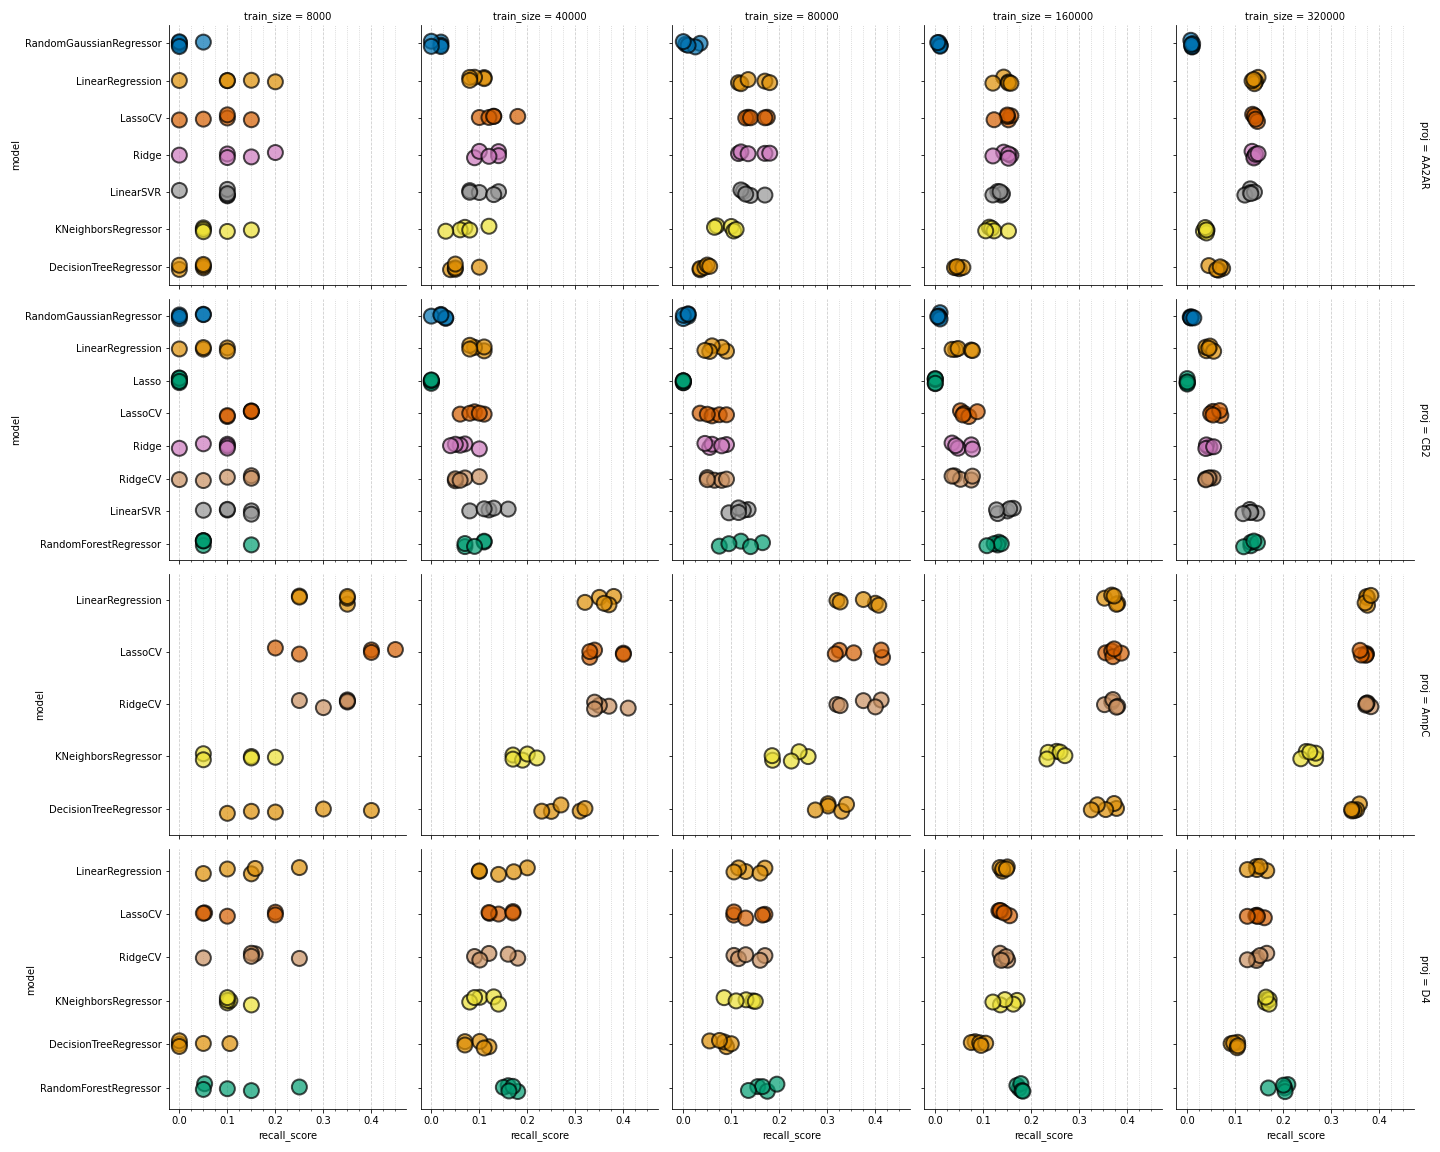 train_size = 8000
train_size = 40000
train_size = 80000
train_size = 160000
train_size = 320000
RandomGaussianRegressor
LinearRegression
LassoCV
Ridge
LinearSVR
KNeighborsRegressor
DecisionTreeRegressor
model
proj = AA2AR
RandomGaussianRegressor
LinearRegression
Lasso
LassoCV
Ridge
RidgeCV
LinearSVR
RandomForestRegressor
model
proj = CB2
LinearRegression
LassoCV
RidgeCV
KNeighborsRegressor
DecisionTreeRegressor
model
proj = AmpC
LinearRegression
LassoCV
RidgeCV
KNeighborsRegressor
DecisionTreeRegressor
RandomForestRegressor
model
proj = D4
0.0 0.1 0.2 0.3 0.4
0.0 0.1 0.2 0.3 0.4
0.0 0.1 0.2 0.3 0.4
0.0 0.1 0.2 0.3 0.4
0.0 0.1 0.2 0.3 0.4
recall_score
recall_score
recall_score
recall_score
recall_score